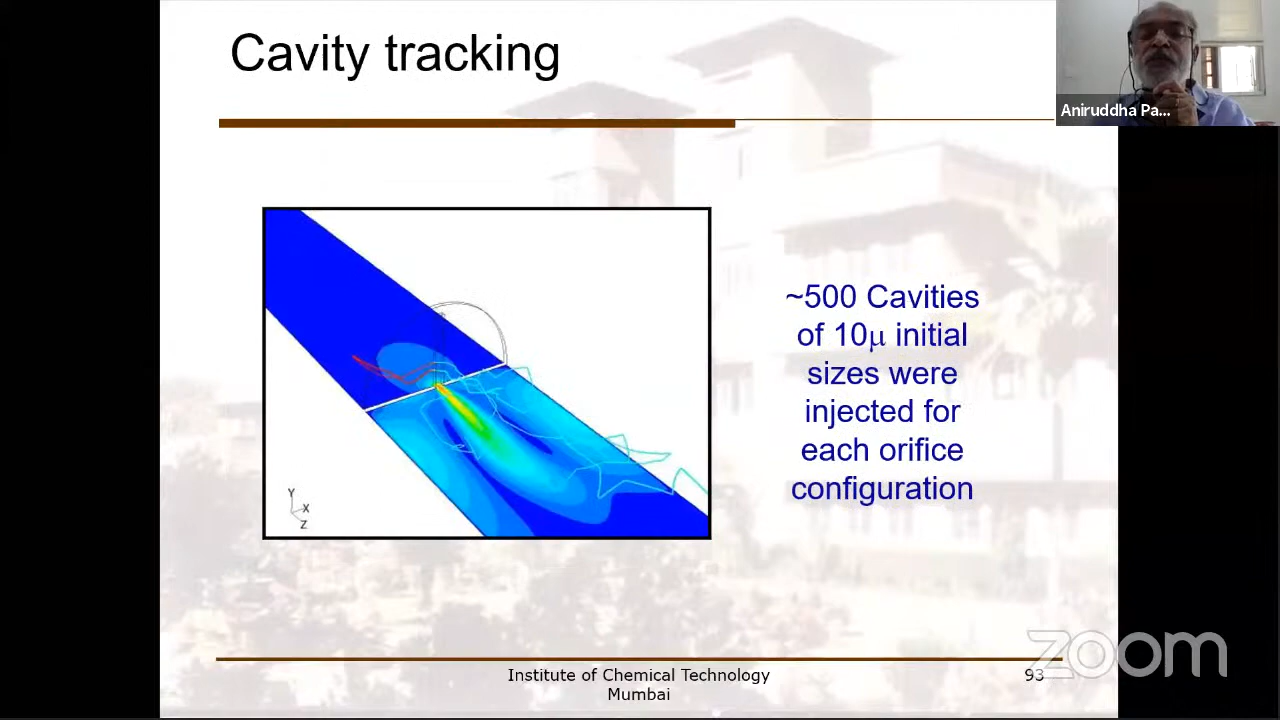 Cavity tracking
Aniruddha Pa...
~500 Cavities
of 10μ initial
sizes were
injected for
each orifice
configuration
Y
X
Z
zoom
Institute of Chemical Technology
Mumbai
93